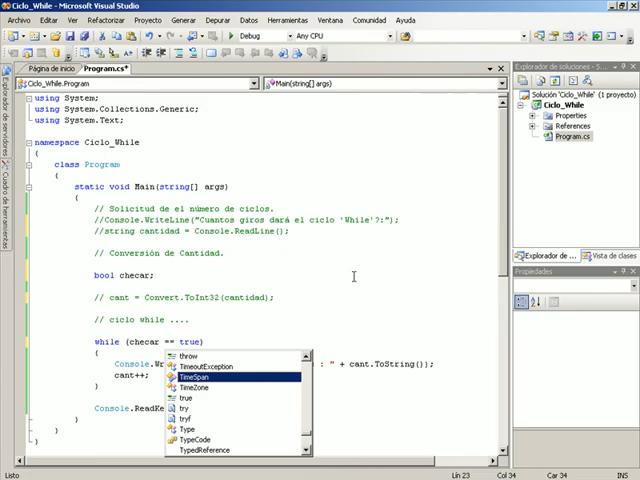 Ciclo_While - Microsoft Visual Studio
Archivo Editar Ver Refactorizar Proyecto Generar Depurar Datos Herramientas Ventana Comunidad Ayuda
Debug Any CPU
Página de inicio Program.cs*
Ciclo_While.Program Main(string[] args)
using System;
using System.Collections.Generic;
using System.Text;
namespace Ciclo_While
{
class Program
{
static void Main(string[] args)
{
// Solicitud de el número de ciclos.
//Console.WriteLine("Cuantos giros dará el ciclo 'While'?:");
//string cantidad = Console.ReadLine();
// Conversión de Cantidad.
bool checar;
// cant = Convert.ToInt32(cantidad);
// ciclo while ....
while (checar == true)
{
Console.Wr : " + cant.ToString());
cant++;
}
Console.ReadKe
}
}
}
throw
TimeoutException
TimeSpan
TimeZone
true
try
tryf
Type
TypeCode
TypedReference
Explorador de servidores
Cuadro de herramientas
Explorador de soluciones
Solución 'Ciclo_While' (1 proyecto)
Ciclo_While
Properties
References
Program.cs
Explorador de... Vista de clases
Propiedades
Listo Lín 23 Col 34 Car 34 INS